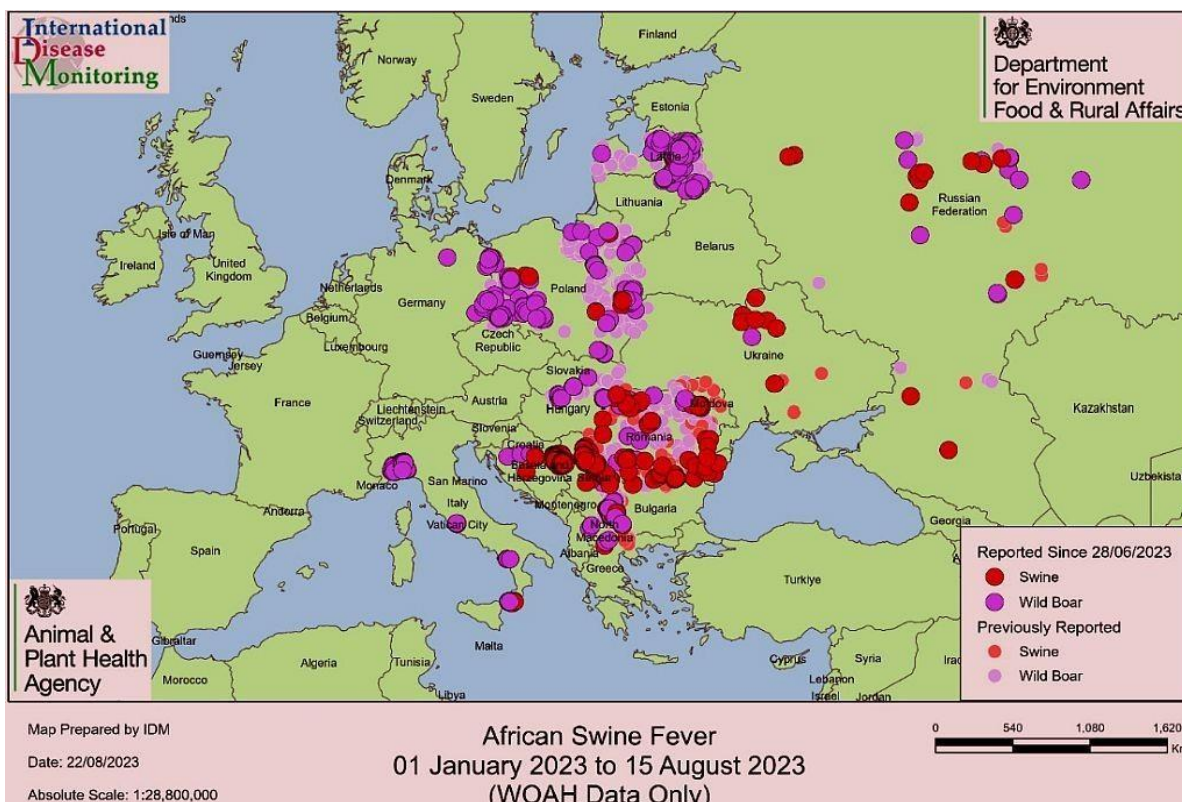 International
Disease
Monitoring
Department
for Environment
Food & Rural Affairs
Finland
Norway
Sweden
Estonia
Latvia
Denmark
Lithuania
Russian
Federation
Isle of Man
Ireland
United
Kingdom
Belarus
Netherlands
Germany
Poland
Belgium
Luxembourg
Czech
Republic
Guernsey
Jersey
Ukraine
Slovakia
France
Liechtenstein
Switzerland
Austria
Hungary
Moldova
Kazakhstan
Slovenia
Croatia
Romania
Bosnia and
Herzegovina
Serbia
Monaco
San Marino
Italy
Montenegro
Bulgaria
Uzbekistan
Andorra
Vatican City
North
Macedonia
Georgia
Portugal
Spain
Albania
Greece
Turkiye
Gibraltar
Malta
Algeria
Tunisia
Morocco
Libya
Cyprus
Syria
Lebanon
Israel
Jordan
Reported Since 28/06/2023
Swine
Wild Boar
Previously Reported
Swine
Wild Boar
Animal &
Plant Health
Agency
Map Prepared by IDM
Date: 22/08/2023
Absolute Scale: 1:28,800,000
African Swine Fever
01 January 2023 to 15 August 2023
(WOAH Data Only)
0 540 1,080 1,620